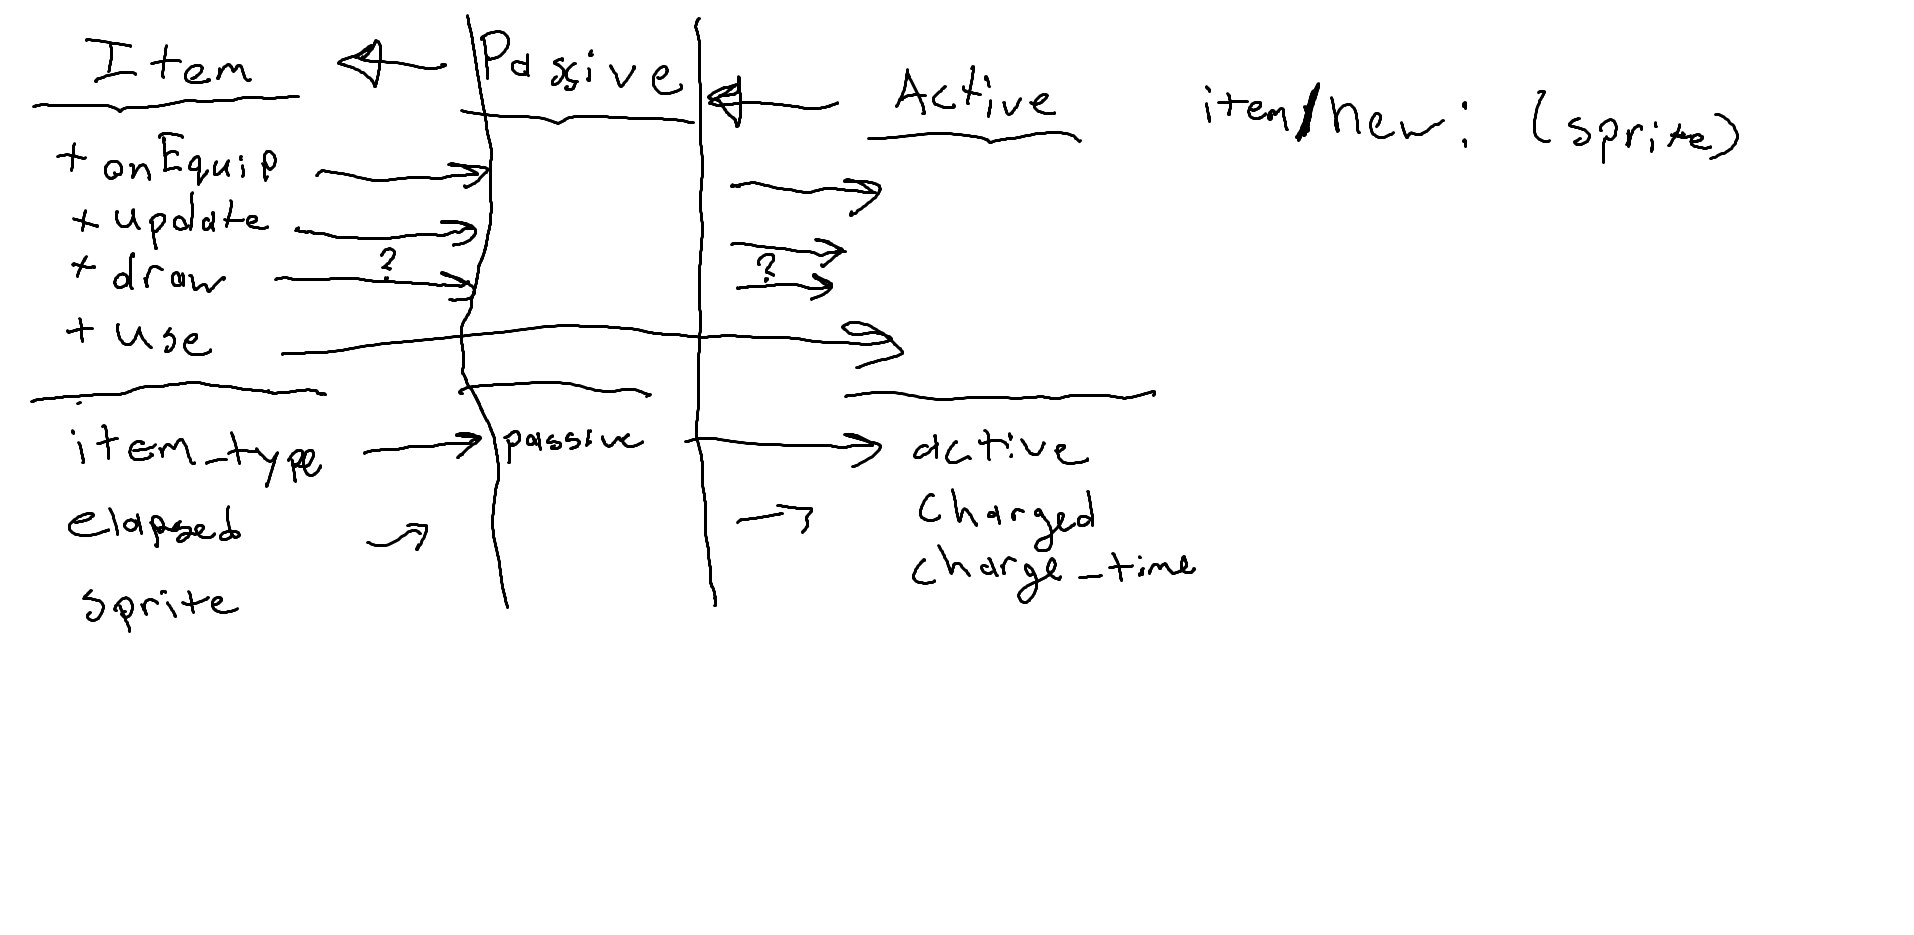 Item
Passive
Active
item/new: (sprite)
+ onEquip
+ update
+ draw ? ?
+ use
item_type passive active
elapsed charged
charge_time
sprite